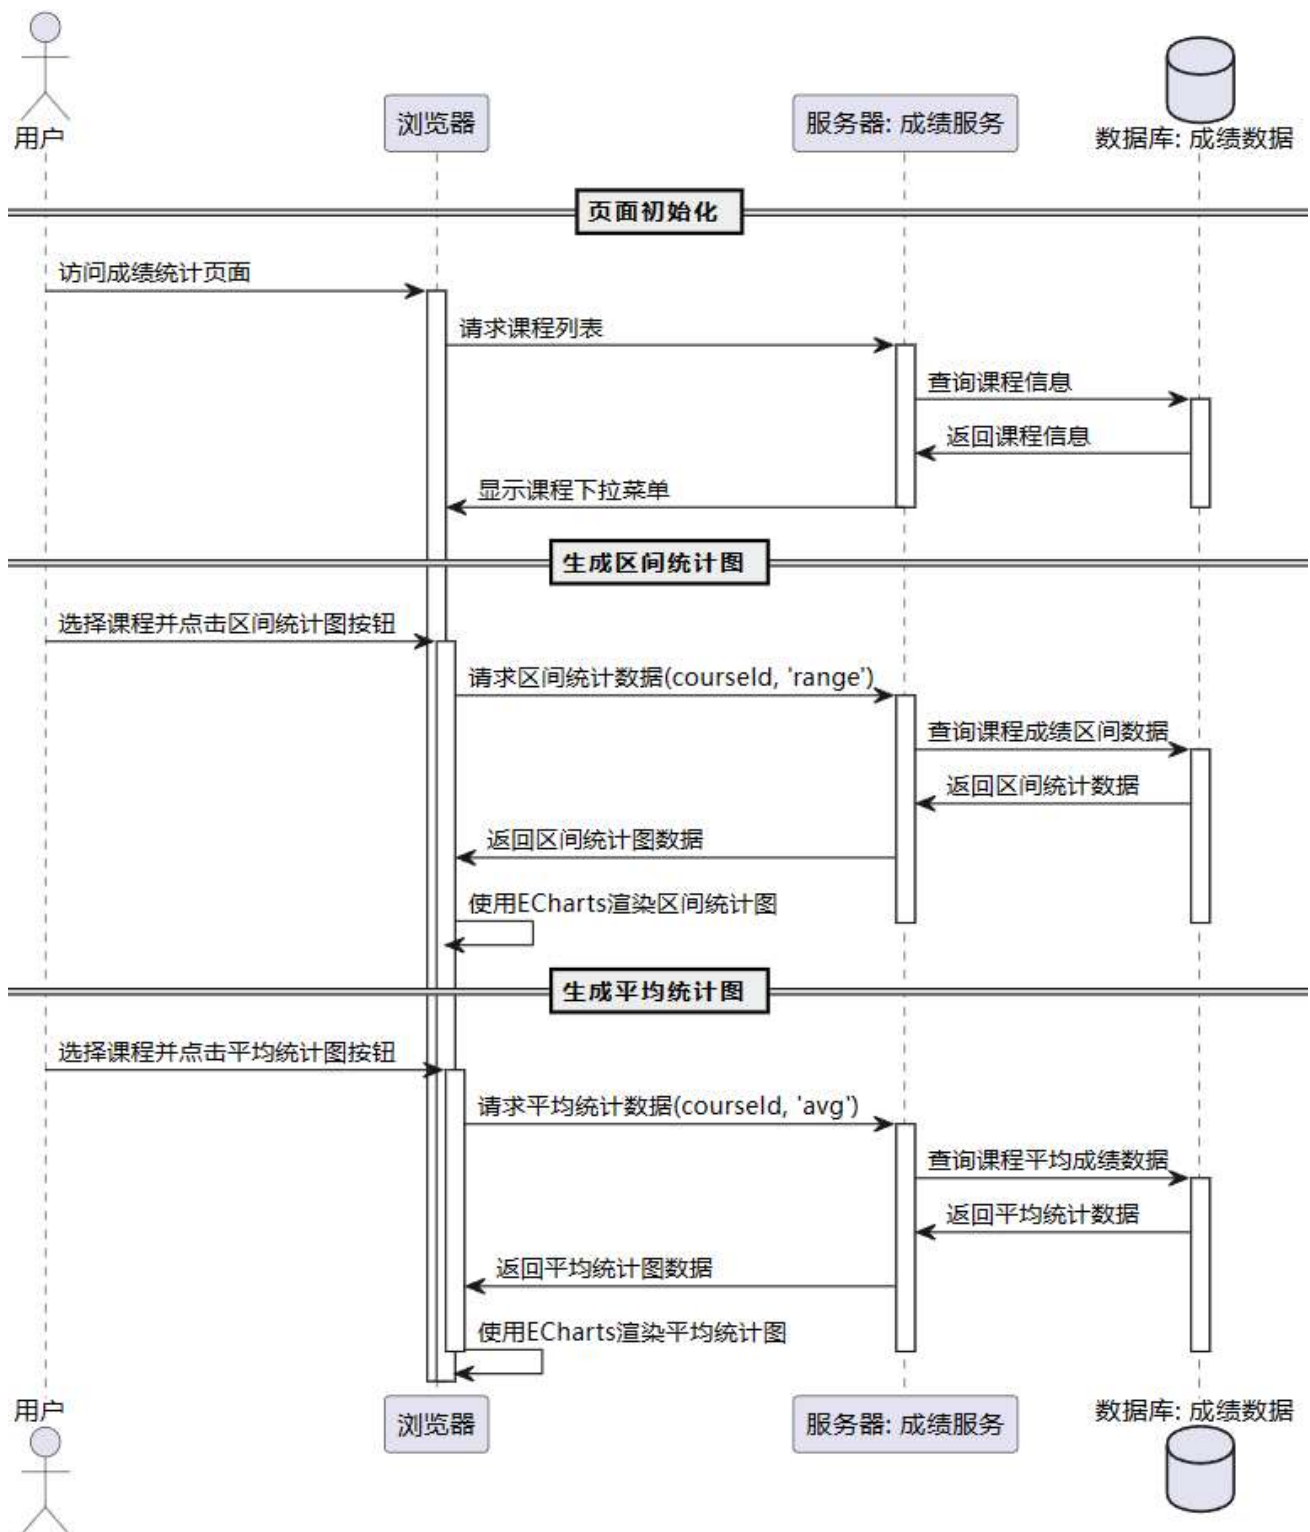 用户
浏览器
服务器: 成绩服务
数据库: 成绩数据
页面初始化
访问成绩统计页面
请求课程列表
查询课程信息
返回课程信息
显示课程下拉菜单
生成区间统计图
选择课程并点击区间统计图按钮
请求区间统计数据(courseId, 'range')
查询课程成绩区间数据
返回区间统计数据
返回区间统计图数据
使用ECharts渲染区间统计图
生成平均统计图
选择课程并点击平均统计图按钮
请求平均统计数据(courseId, 'avg')
查询课程平均成绩数据
返回平均统计数据
返回平均统计图数据
使用ECharts渲染平均统计图
用户
浏览器
服务器: 成绩服务
数据库: 成绩数据